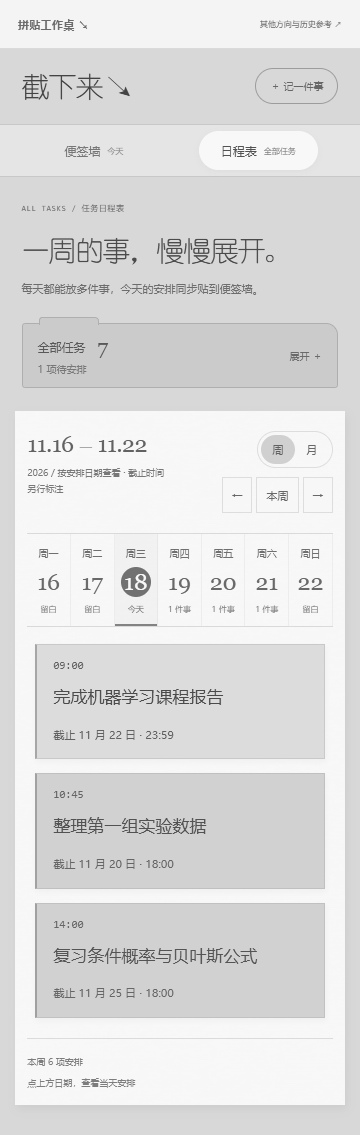 拼贴工作桌 ↘
其他方向与历史参考 ↗
截下来↘
+ 记一件事
便签墙 今天
日程表 全部任务
ALL TASKS / 任务日程表
一周的事，慢慢展开。
每天都能放多件事，今天的安排同步贴到便签墙。
全部任务 7
1 项待安排
展开 +
11.16 — 11.22
周 月
2026 / 按安排日期查看 · 截止时间
另行标注
← 本周 →
周一 周二 周三 周四 周五 周六 周日
16 17 18 19 20 21 22
留白 留白 今天 1 件事 1 件事 1 件事 留白
09:00
完成机器学习课程报告
截止 11 月 22 日 · 23:59
10:45
整理第一组实验数据
截止 11 月 20 日 · 18:00
14:00
复习条件概率与贝叶斯公式
截止 11 月 25 日 · 18:00
本周 6 项安排
点上方日期，查看当天安排